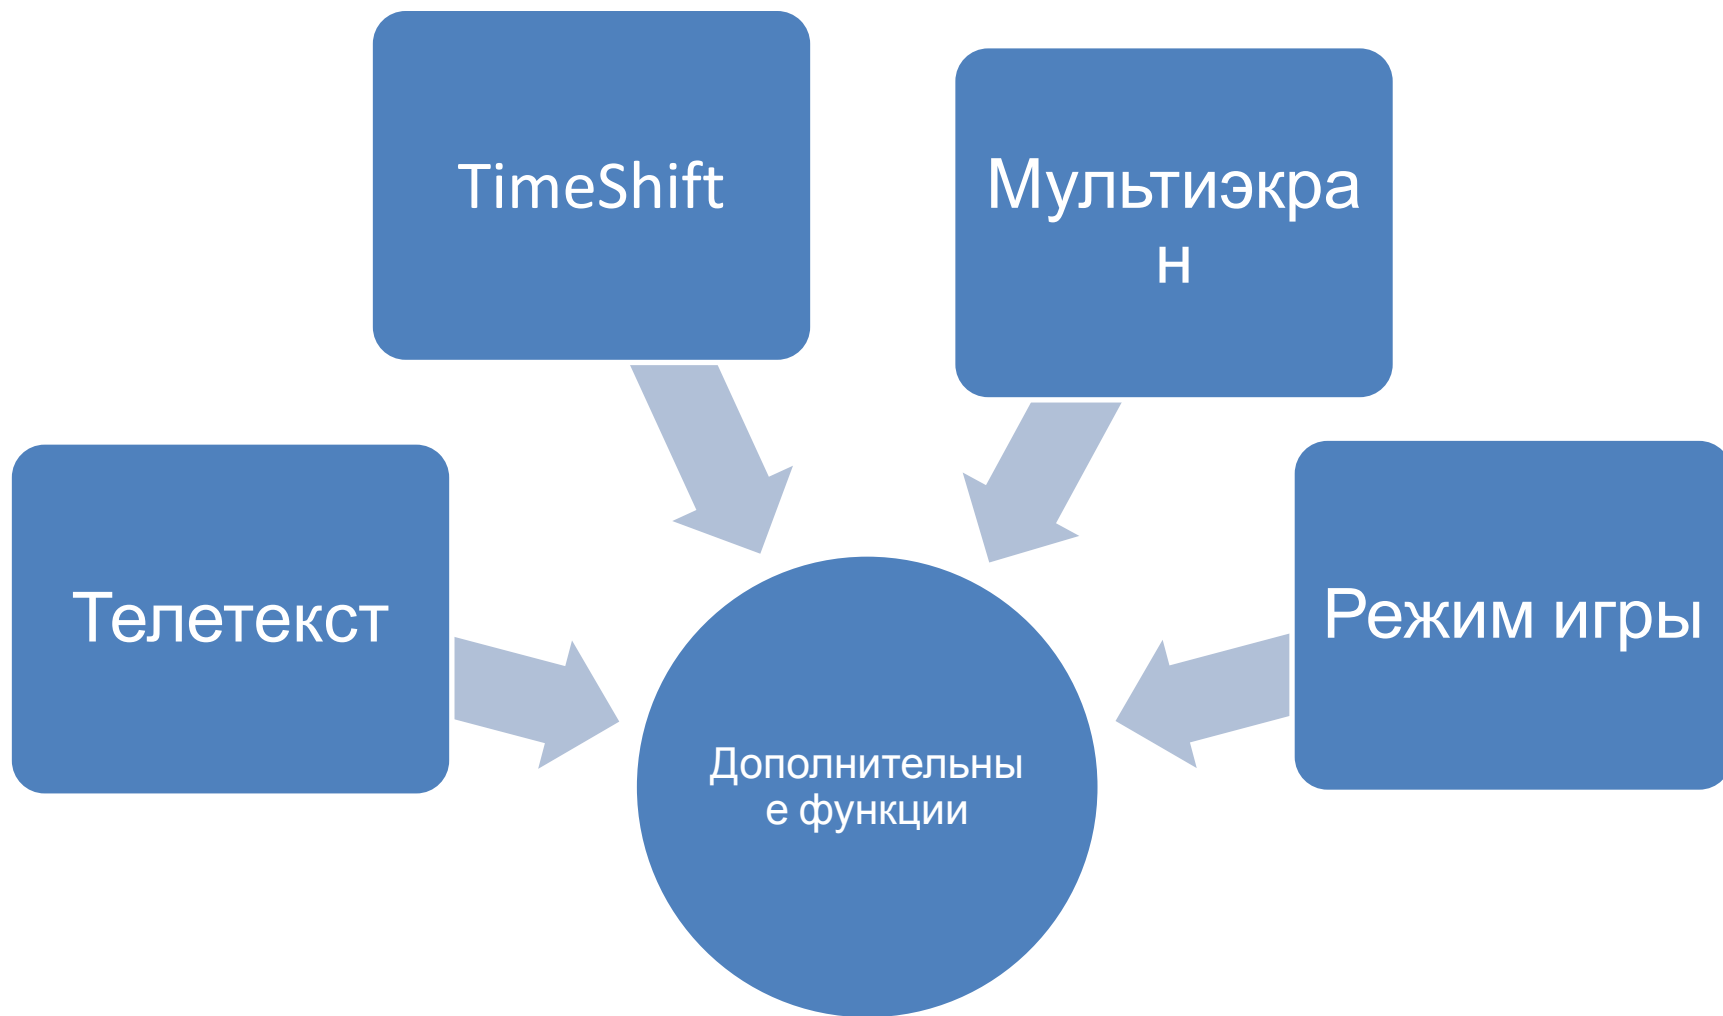 TimeShift
Мультиэкра
н
Телетекст
Режим игры
Дополнительны
е функции